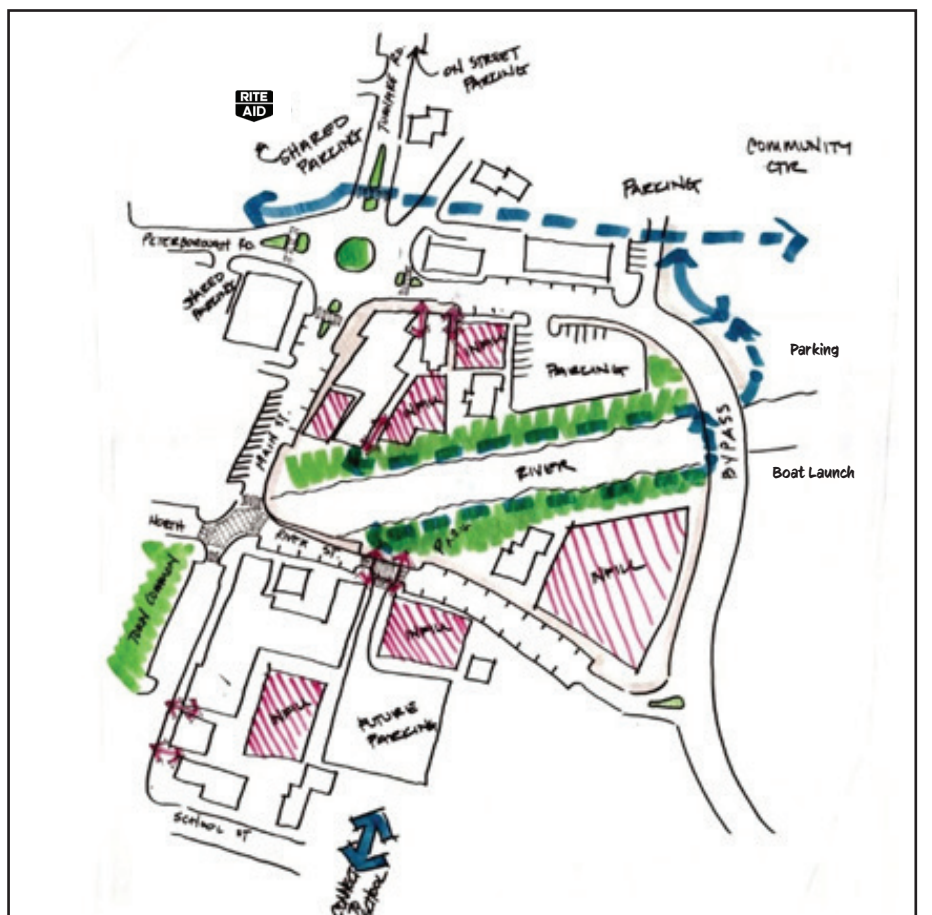 ON STREET
PARKING
TURNPIKE RD.
RITE
AID
SHARED
PARKING
COMMUNITY
CTR
PARKING
PETERBOROUGH RD.
SHARED
PARKING
INFILL
PARKING
Parking
INFILL
MAIN ST.
BYPASS
RIVER
Boat Launch
NORTH
RIVER ST.
PARK
INFILL
TOWN COMMON
INFILL
INFILL
FUTURE
PARKING
SCHOOL ST
CONNECT
TO
SCHOOL